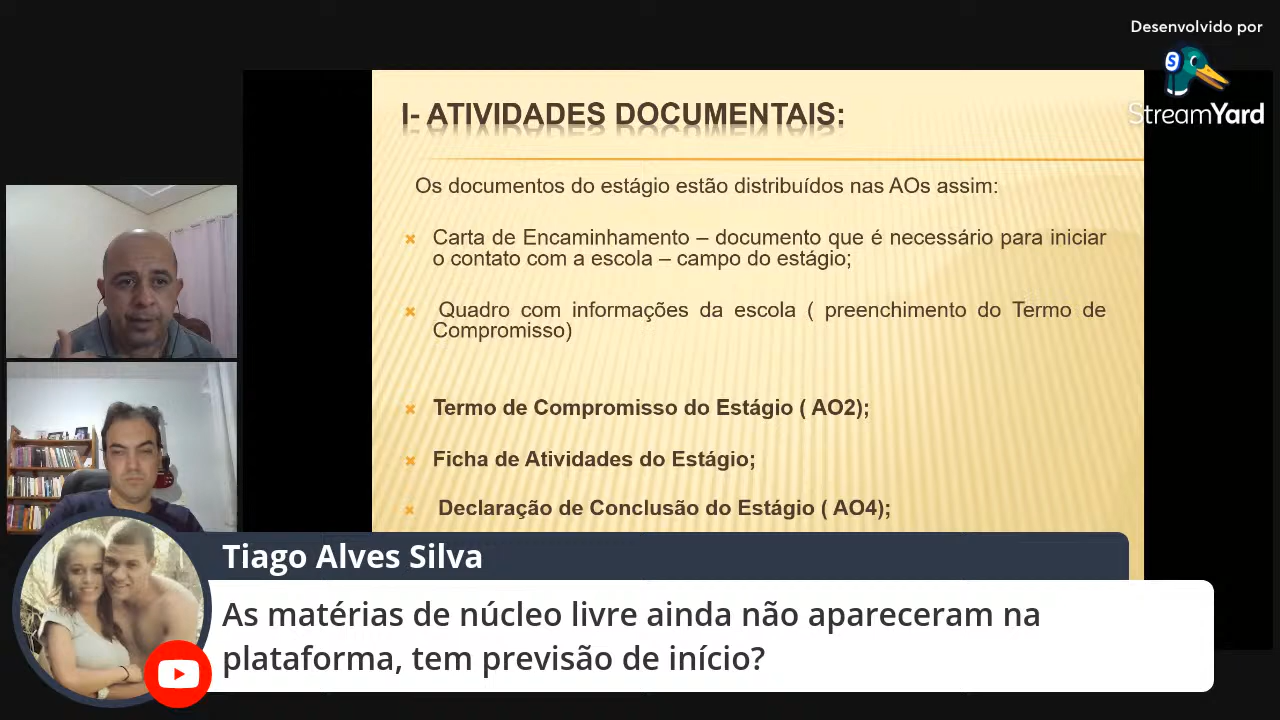 Desenvolvido por
StreamYard
I- ATIVIDADES DOCUMENTAIS:
Os documentos do estágio estão distribuídos nas AOs assim:
Carta de Encaminhamento – documento que é necessário para iniciar
o contato com a escola – campo do estágio;
Quadro com informações da escola ( preenchimento do Termo de
Compromisso)
Termo de Compromisso do Estágio ( AO2);
Ficha de Atividades do Estágio;
Declaração de Conclusão do Estágio ( AO4);
Tiago Alves Silva
As matérias de núcleo livre ainda não apareceram na
plataforma, tem previsão de início?